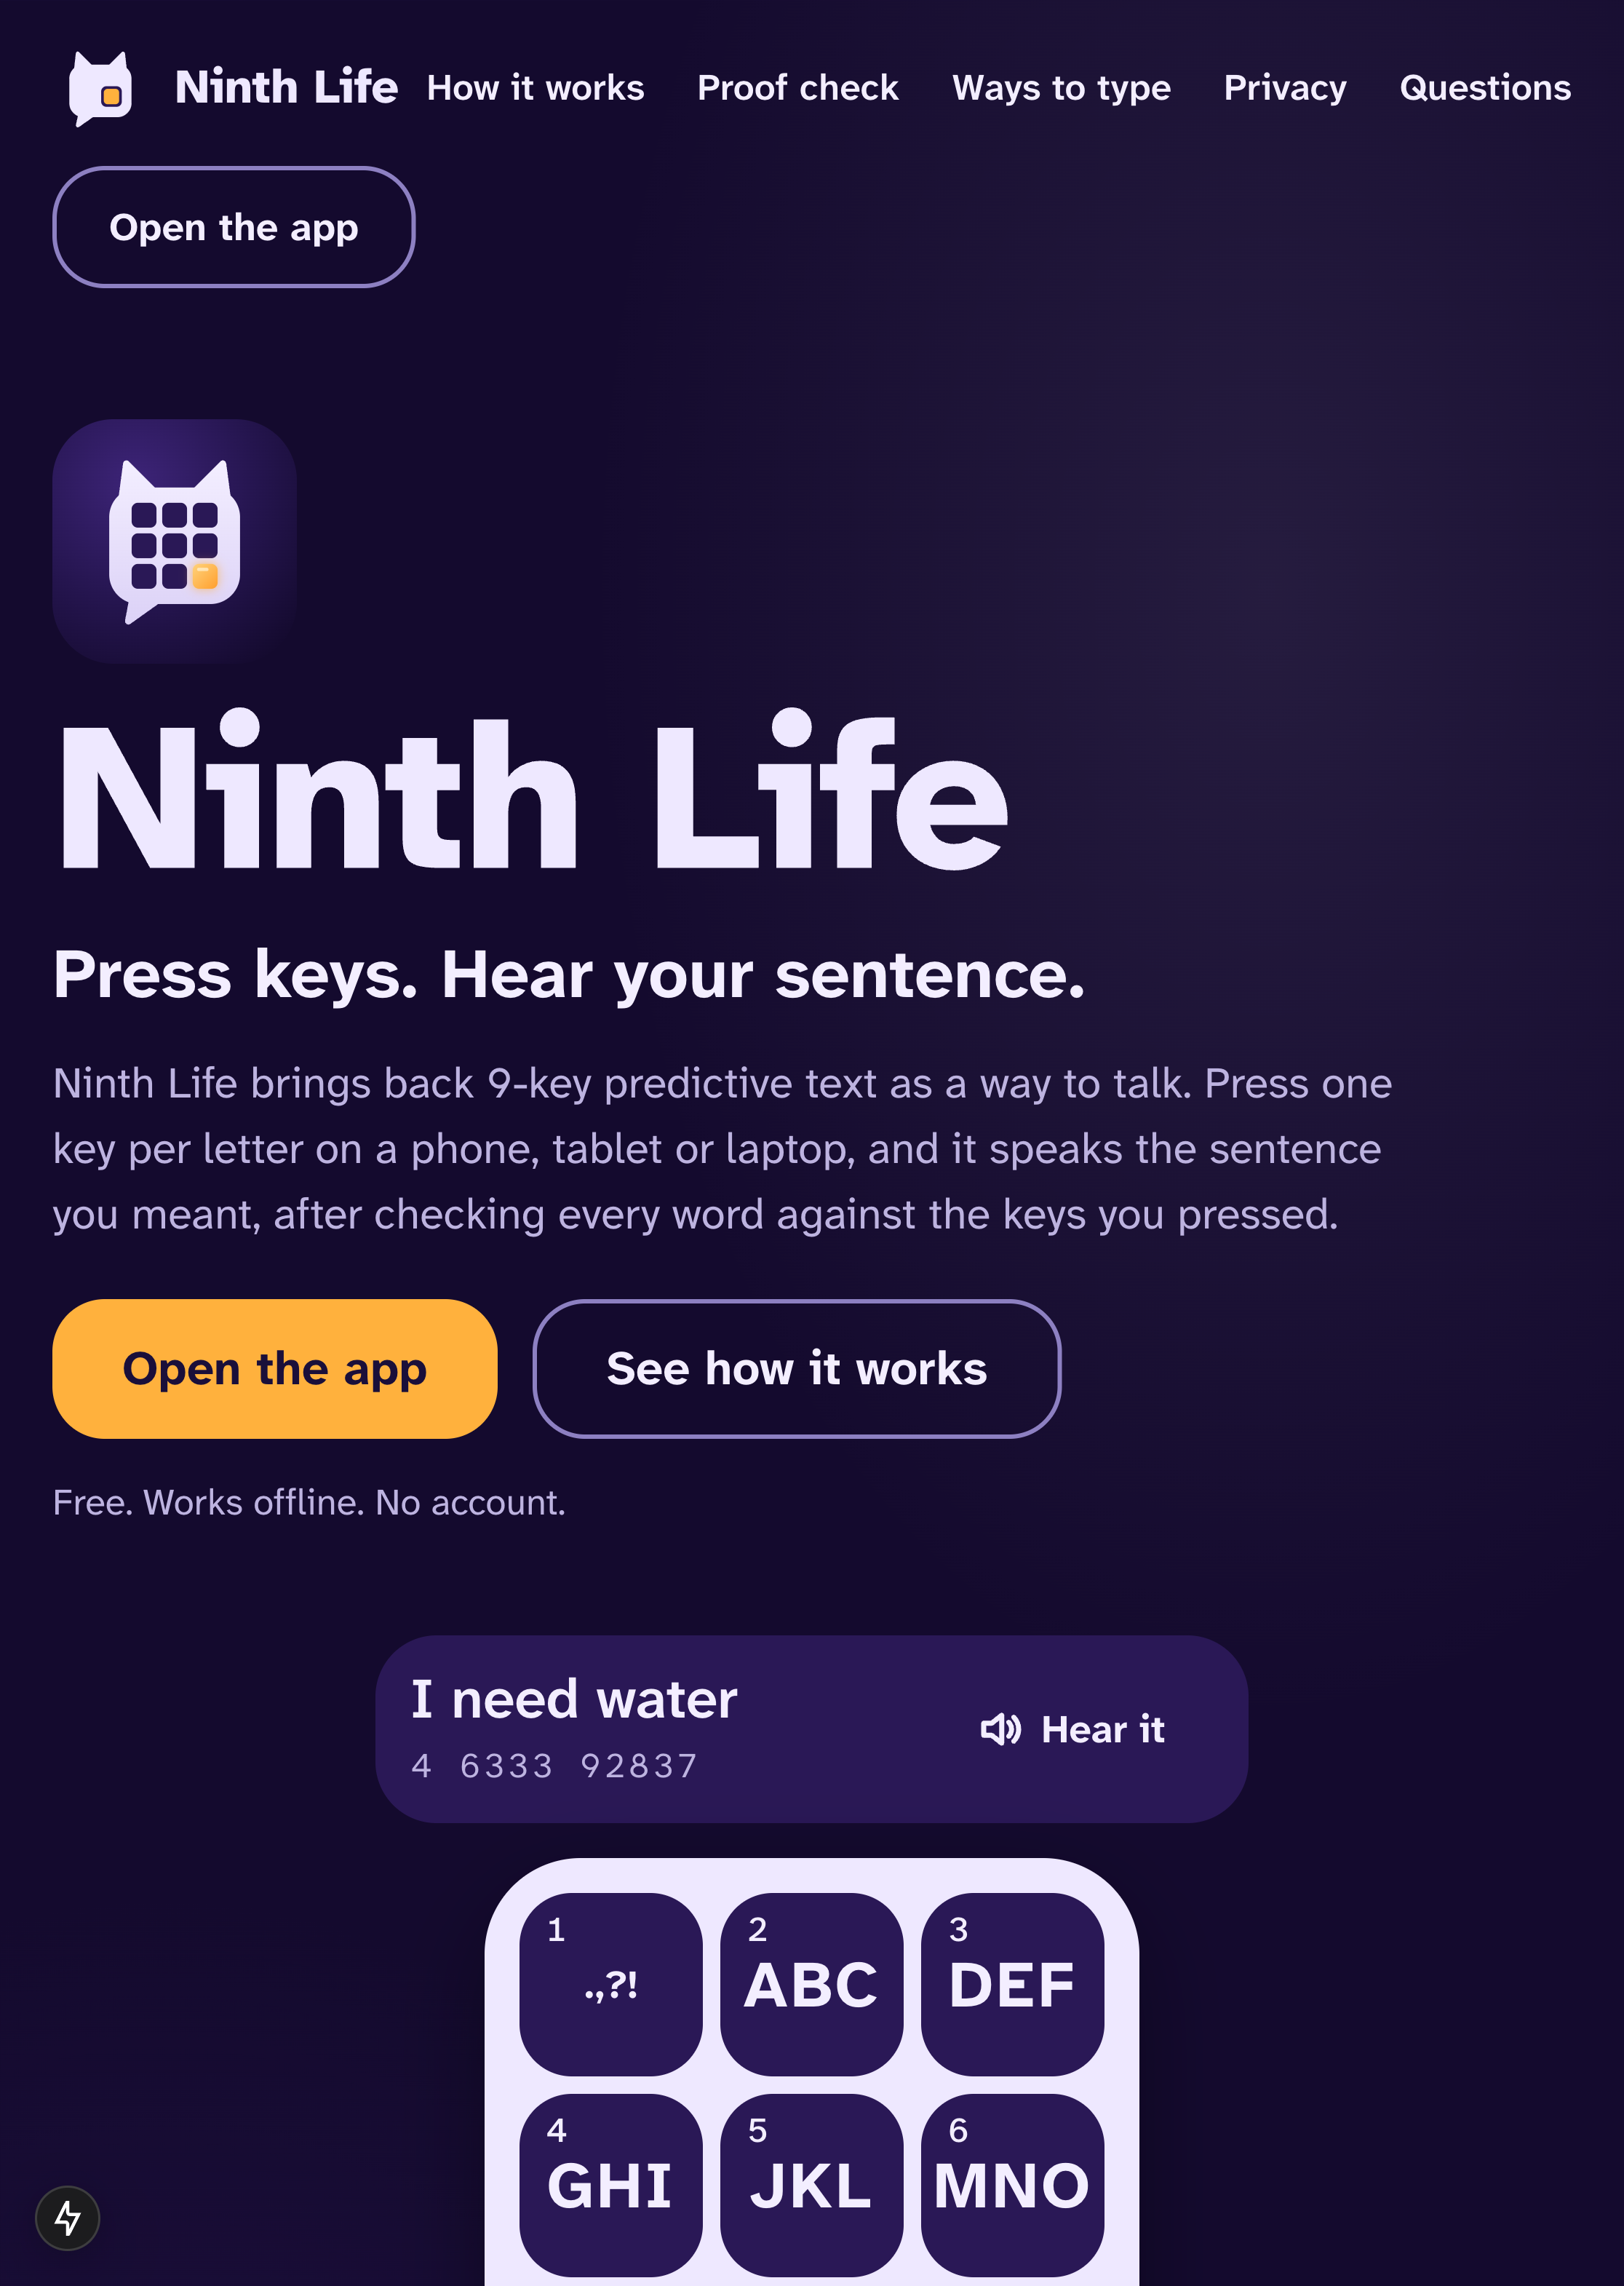 Ninth Life How it works Proof check Ways to type Privacy Questions
Open the app
Ninth Life
Press keys. Hear your sentence.
Ninth Life brings back 9-key predictive text as a way to talk. Press one
key per letter on a phone, tablet or laptop, and it speaks the sentence
you meant, after checking every word against the keys you pressed.
Open the app See how it works
Free. Works offline. No account.
I need water
4 6333 92837
Hear it
1 2 3
.,?! ABC DEF
4 5 6
GHI JKL MNO